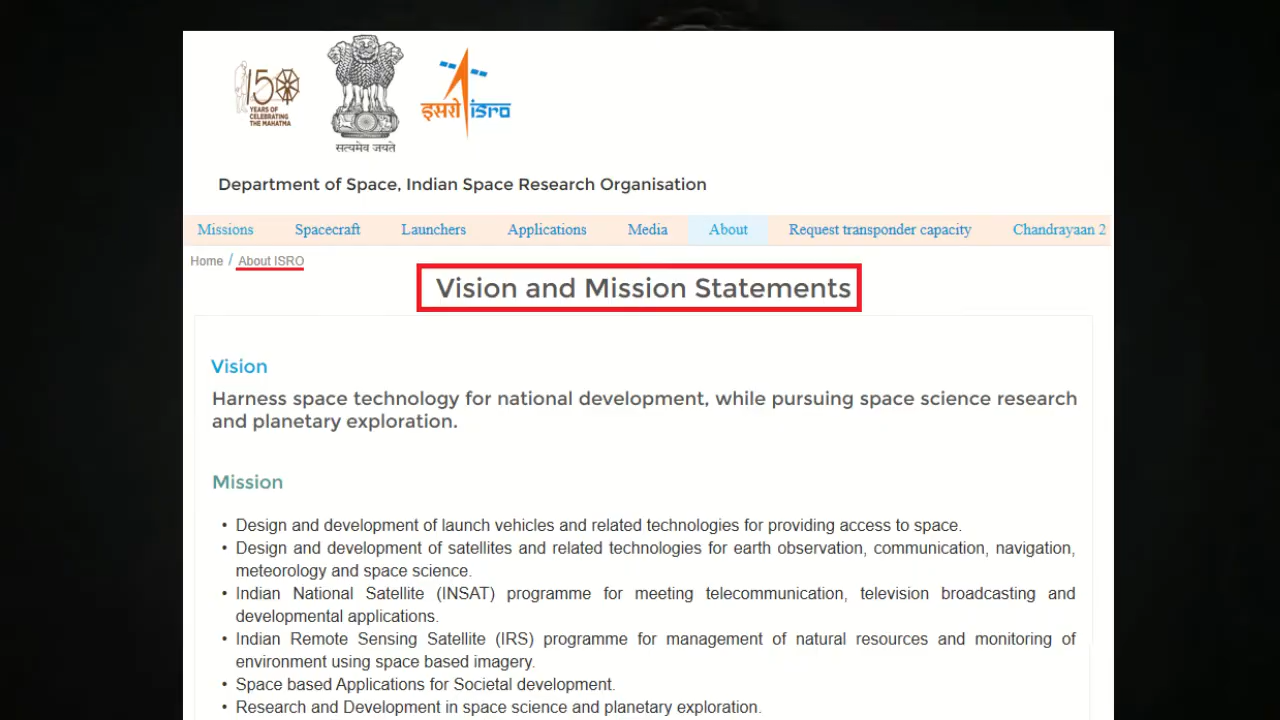 150
YEARS OF
CELEBRATING
THE MAHATMA
सत्यमेव जयते
इसरो isro
Department of Space, Indian Space Research Organisation
Missions Spacecraft Launchers Applications Media About Request transponder capacity Chandrayaan 2
Home / About ISRO
Vision and Mission Statements
Vision
Harness space technology for national development, while pursuing space science research
and planetary exploration.
Mission
• Design and development of launch vehicles and related technologies for providing access to space.
• Design and development of satellites and related technologies for earth observation, communication, navigation,
meteorology and space science.
• Indian National Satellite (INSAT) programme for meeting telecommunication, television broadcasting and
developmental applications.
• Indian Remote Sensing Satellite (IRS) programme for management of natural resources and monitoring of
environment using space based imagery.
• Space based Applications for Societal development.
• Research and Development in space science and planetary exploration.